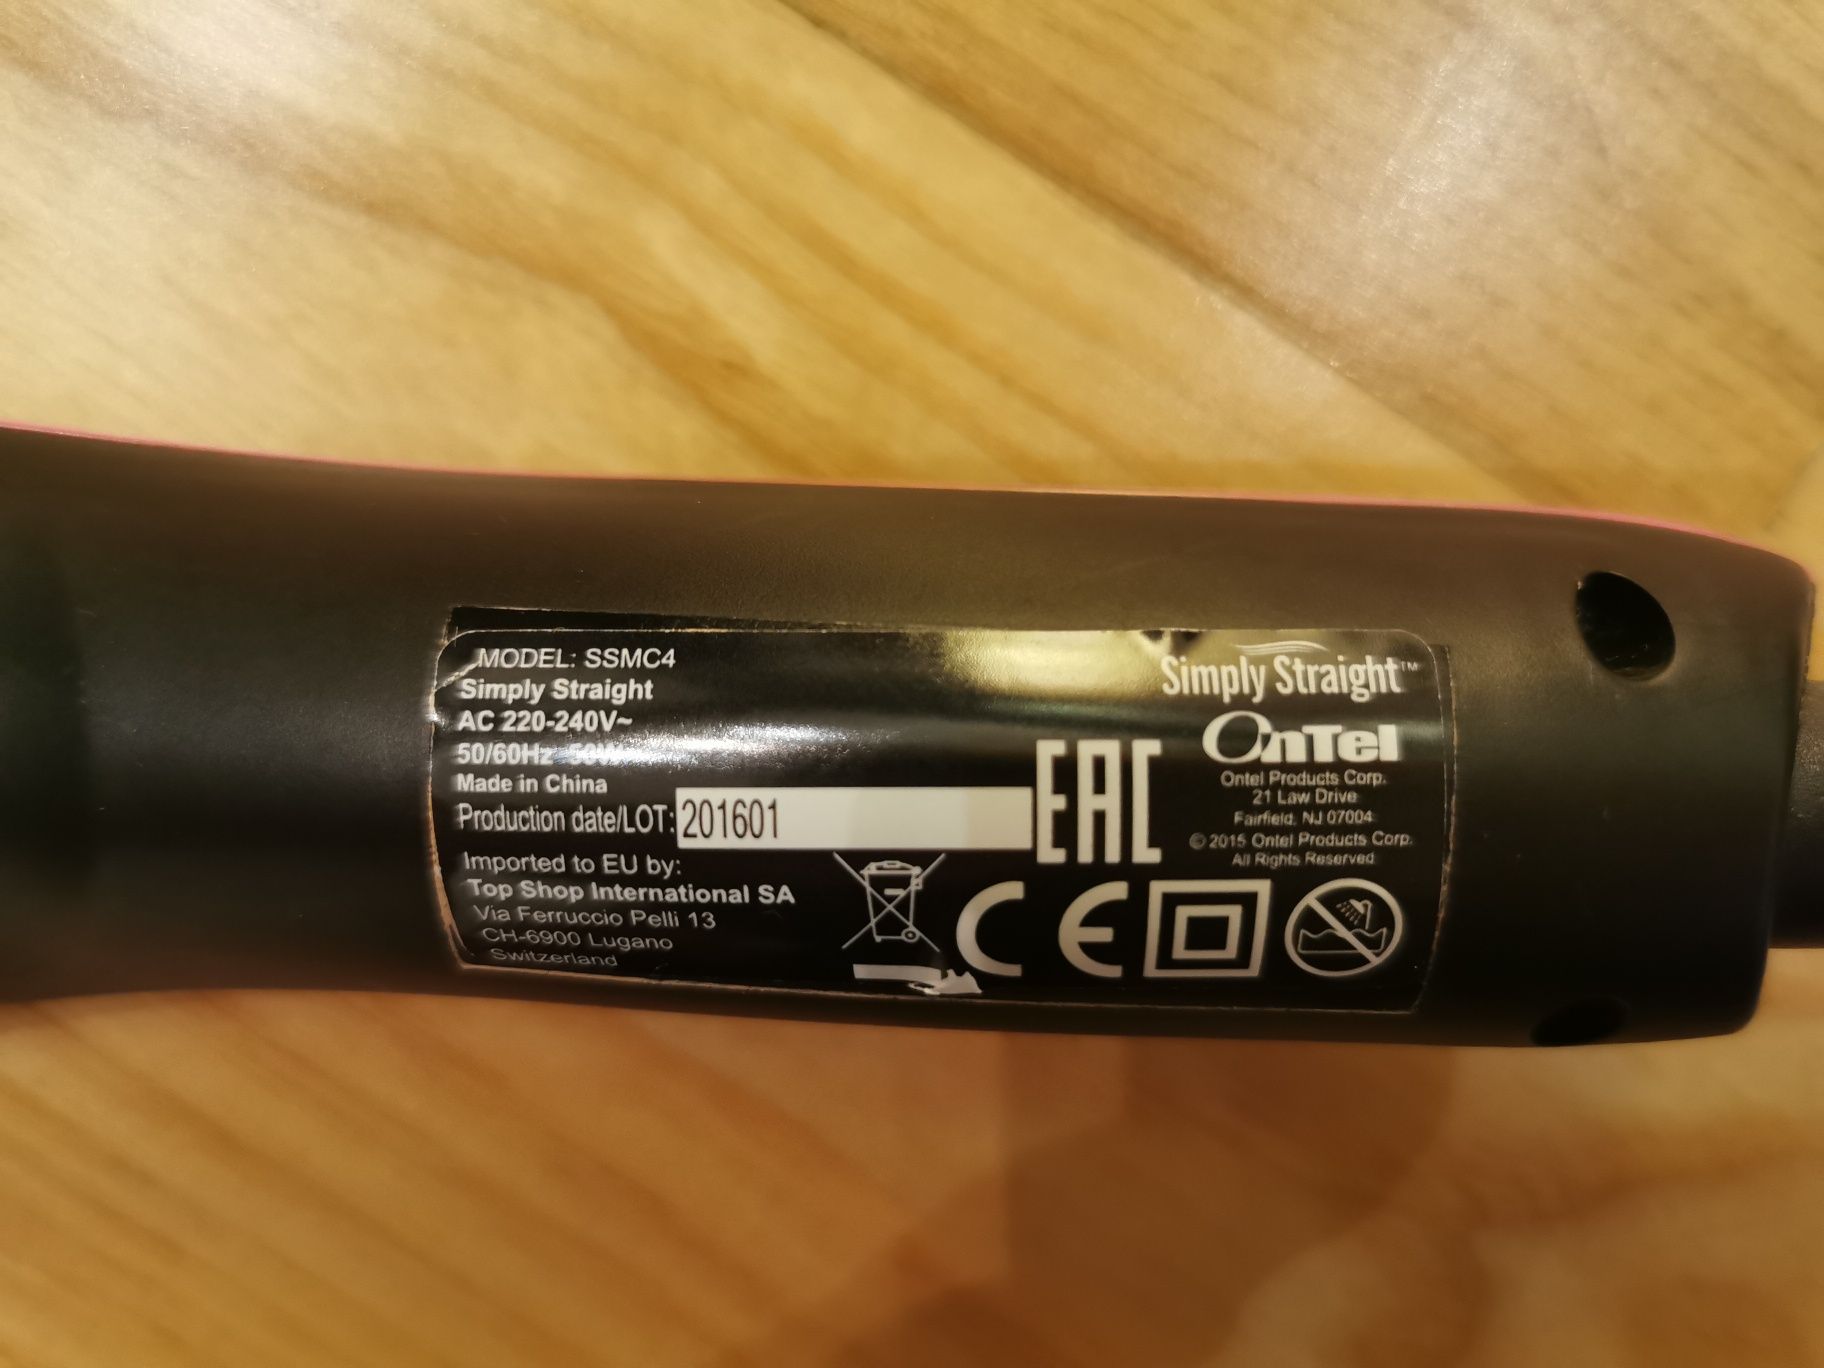 MODEL: SSMC4
Simply Straight
AC 220-240V~
50/60Hz 50W
Made in China
Production date/LOT: 201601
Imported to EU by:
Top Shop International SA
Via Ferruccio Pelli 13
CH-6900 Lugano
Switzerland
EAC
CE
Simply Straight™
OnTel
Ontel Products Corp.
21 Law Drive
Fairfield, NJ 07004
© 2015 Ontel Products Corp.
All Rights Reserved